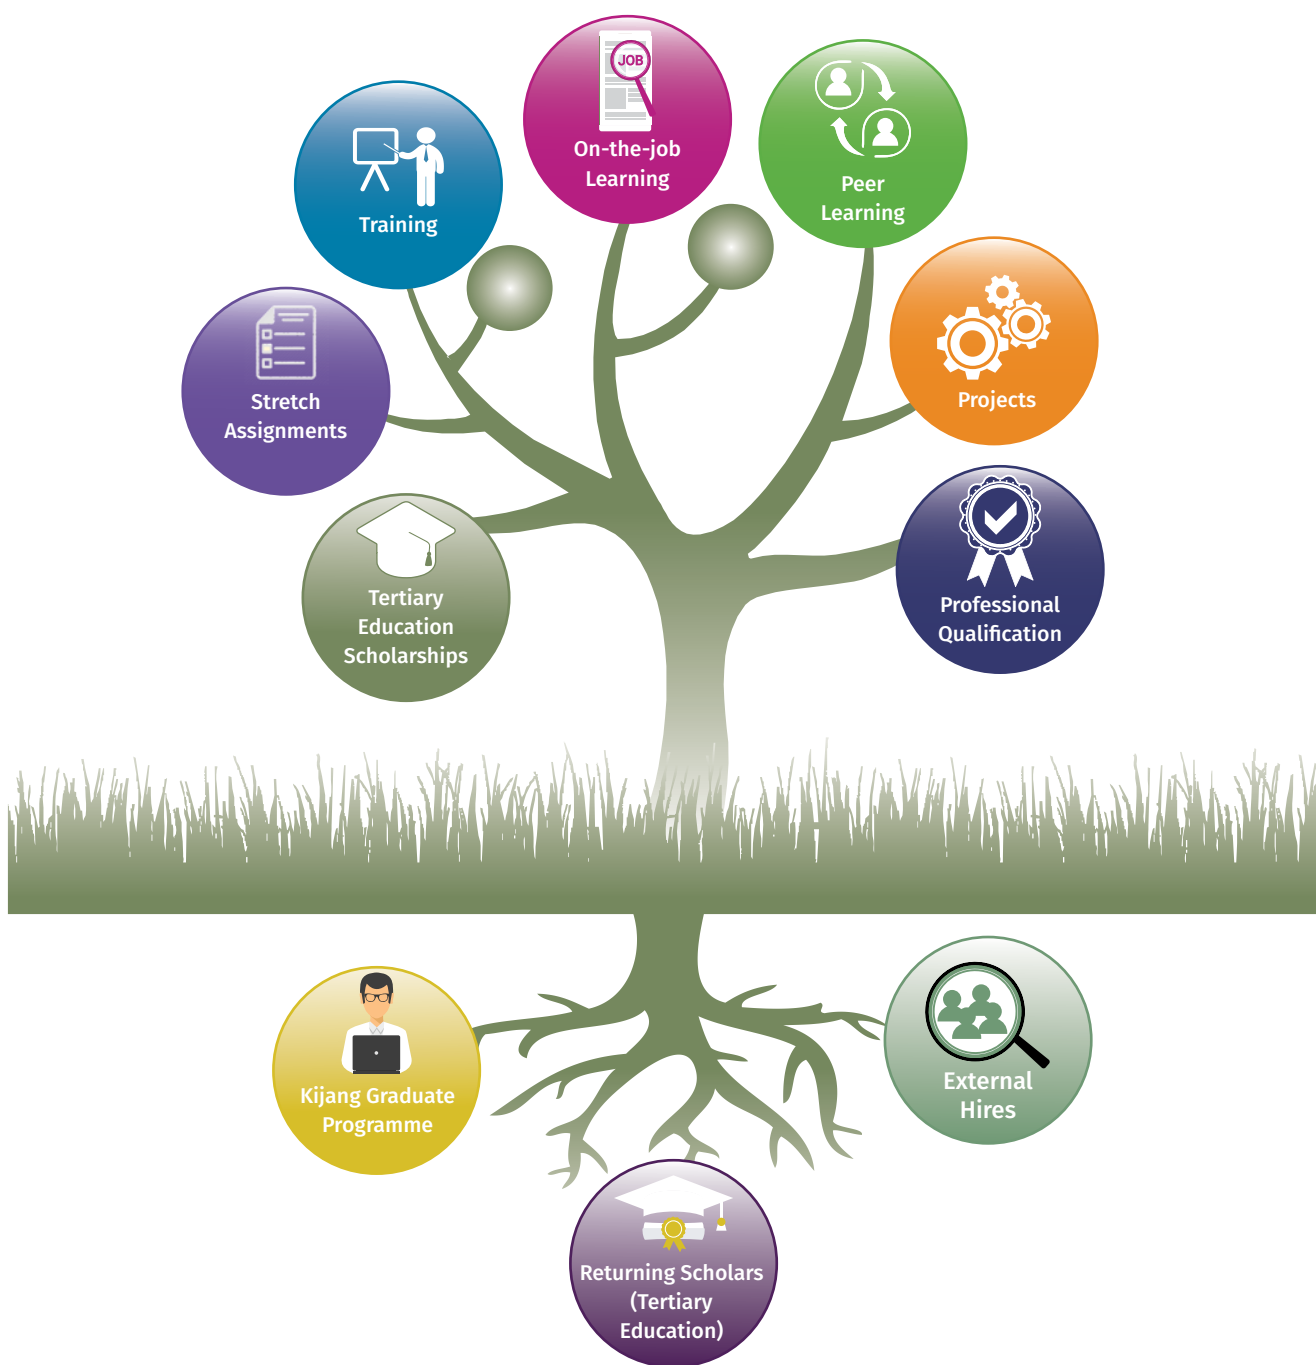 JOB
On-the-job
Learning
Training
Peer
Learning
Stretch
Assignments
Projects
Tertiary
Education
Scholarships
Professional
Qualification
Kijang Graduate
Programme
External
Hires
Returning Scholars
(Tertiary
Education)